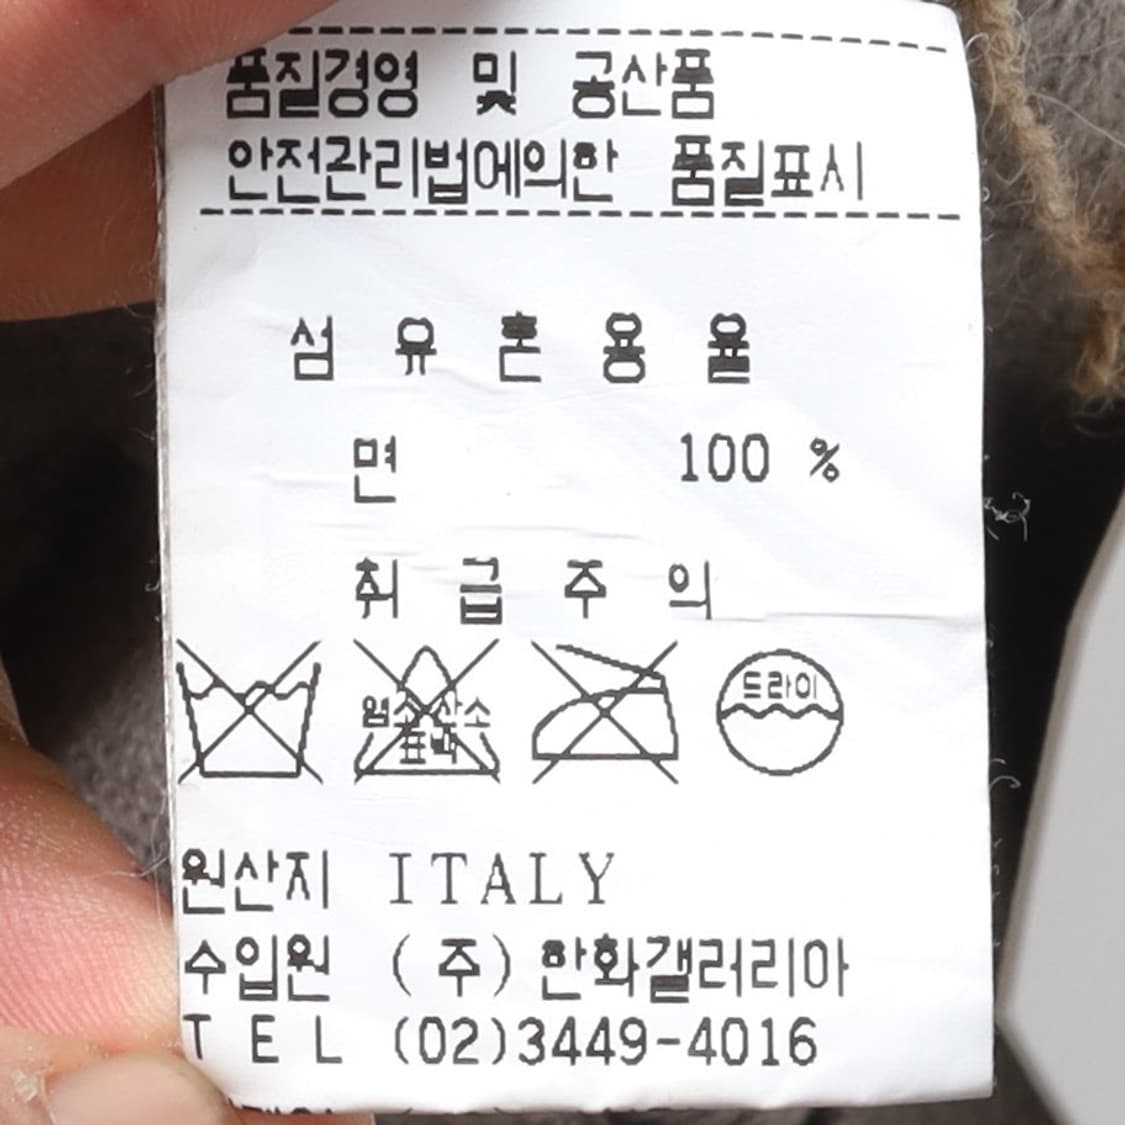 품질경영 및 공산품
안전관리법에의한 품질표시
섬 유 혼 용 율
면 100 %
취 급 주 의
염소 산소
표백
드라이
원산지 ITALY
수입원 (주)한화갤러리아
TEL (02)3449-4016